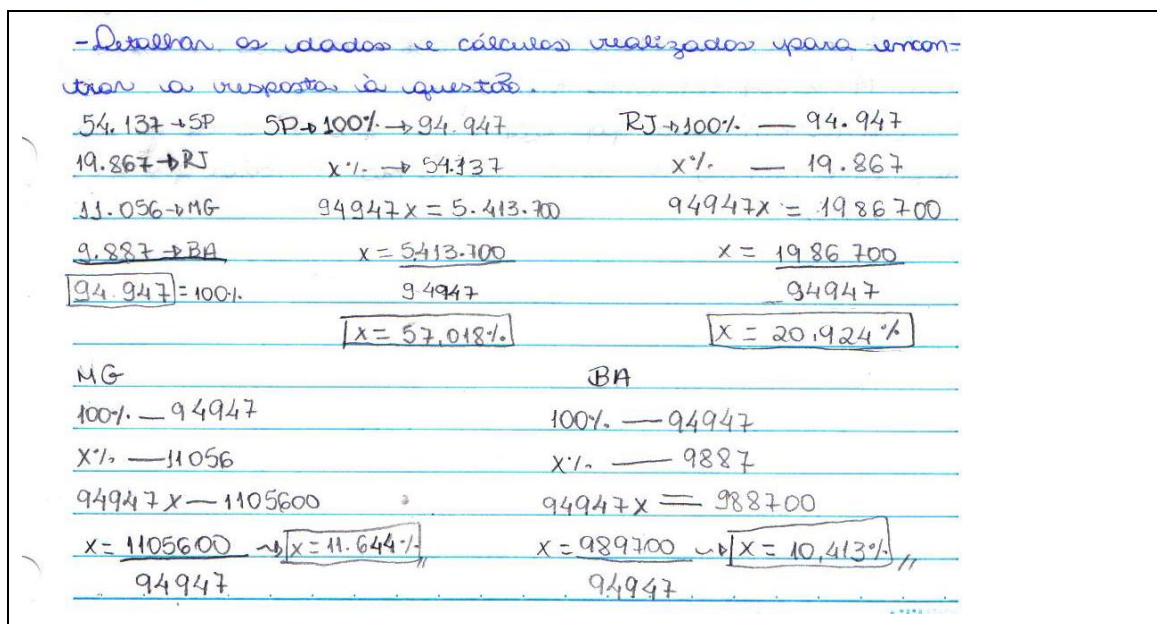 -Detalhar os dados e cálculos realizados para encon-
trar a resposta à questão.
54.137→SP SP→100%→94.947 RJ→100% — 94.947
19.867→RJ x%→54.137 x% — 19.867
11.056→MG 94947x = 5.413.700 94947x = 1986700
9.887→BA x = 5413.700 x = 1986 700
94.947=100% 94947 94947
x = 57,018% x = 20,924%
MG BA
100% — 94947 100% — 94947
x% — 11056 x% — 9887
94947x — 1105600 94947x = 988700
x = 1105600 → x = 11.644% x = 989700 → x = 10,413%
94947 94947